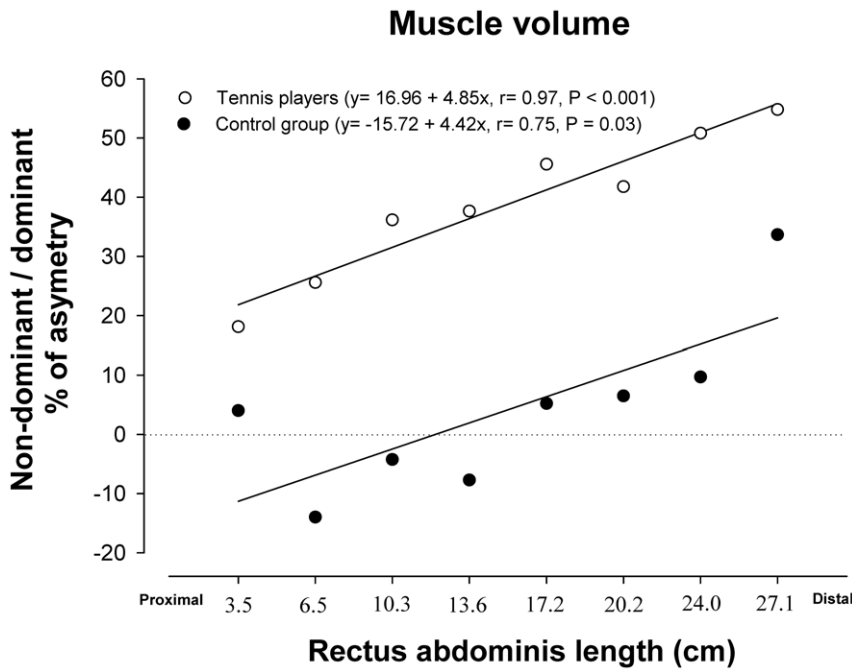 Muscle volume
Tennis players (y= 16.96 + 4.85x, r= 0.97, P < 0.001)
Control group (y= -15.72 + 4.42x, r= 0.75, P = 0.03)
Non-dominant / dominant
% of asymetry
60
50
40
30
20
10
0
-10
-20
Proximal 3.5 6.5 10.3 13.6 17.2 20.2 24.0 27.1 Distal
Rectus abdominis length (cm)